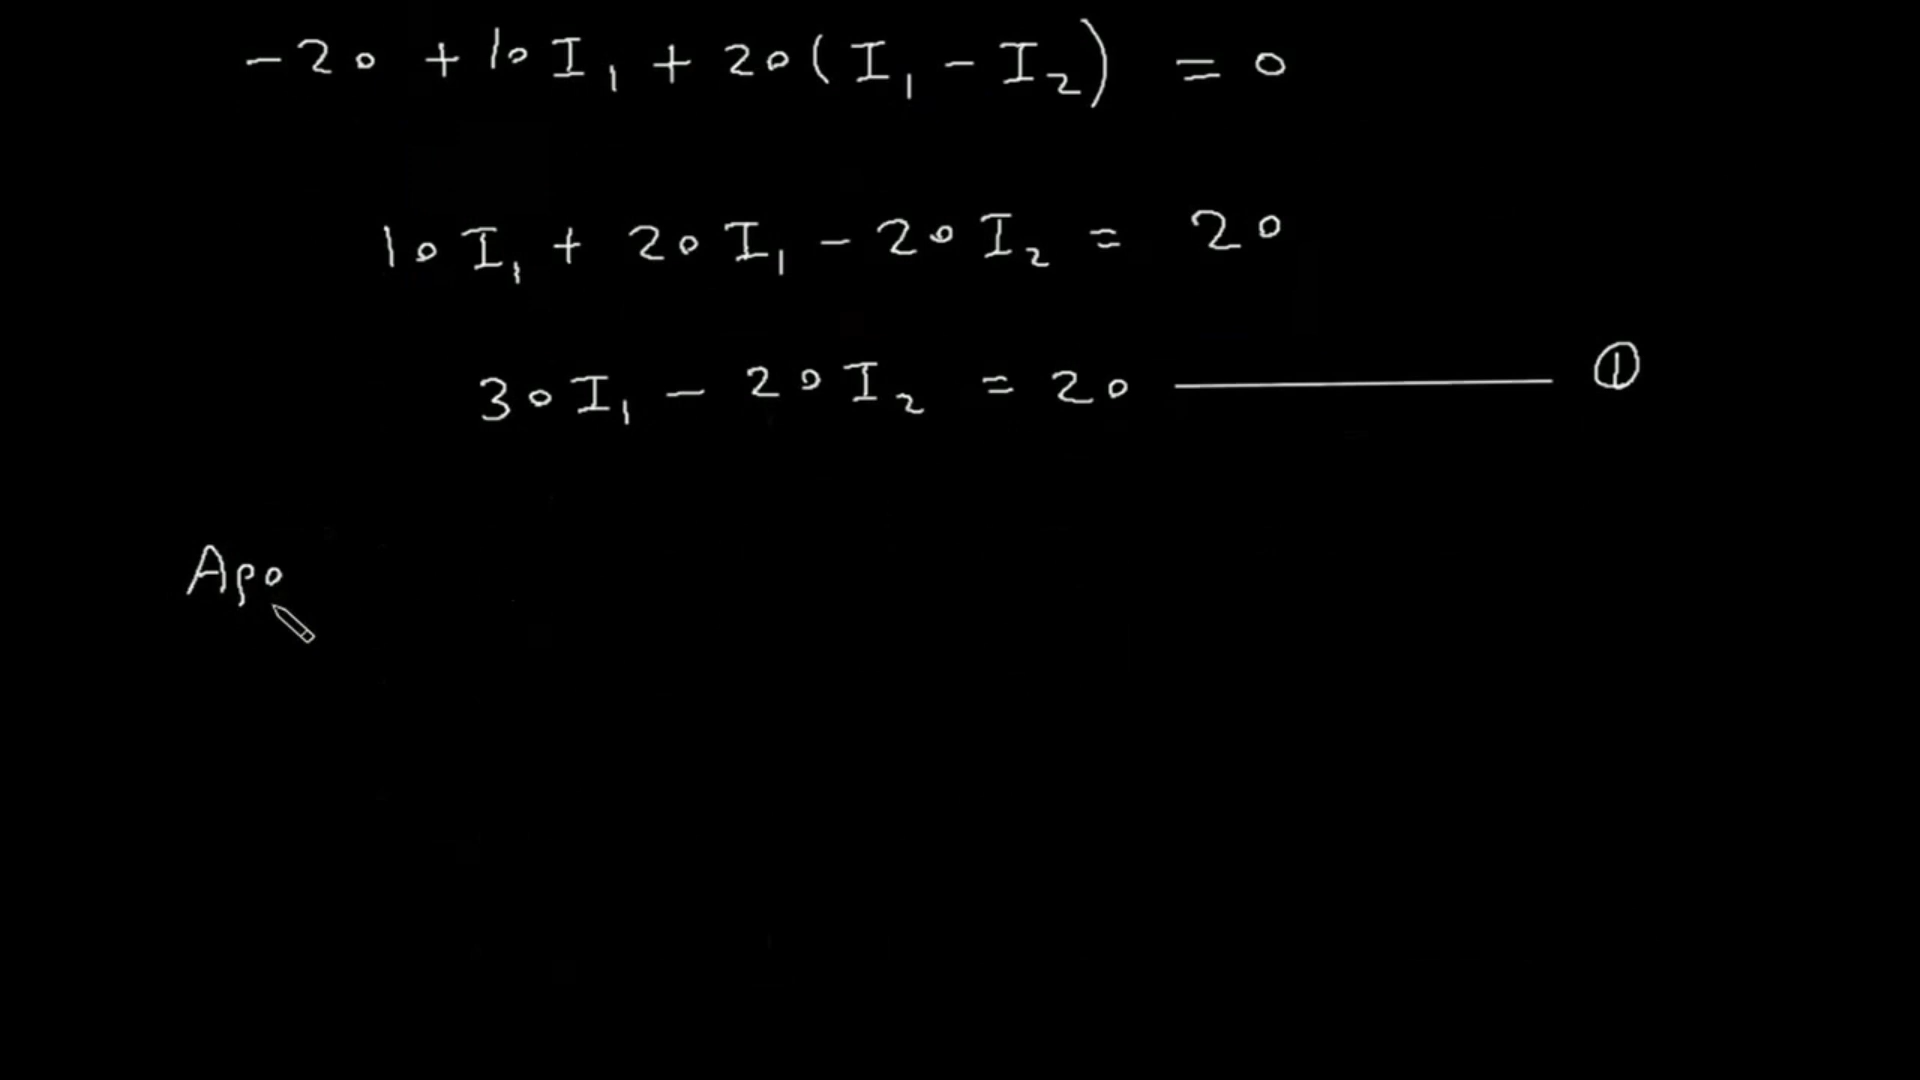 -20 + 10I₁ + 20(I₁ - I₂) = 0
10I₁ + 20I₁ - 20I₂ = 20
30I₁ - 20I₂ = 20 ——— ①
Apo